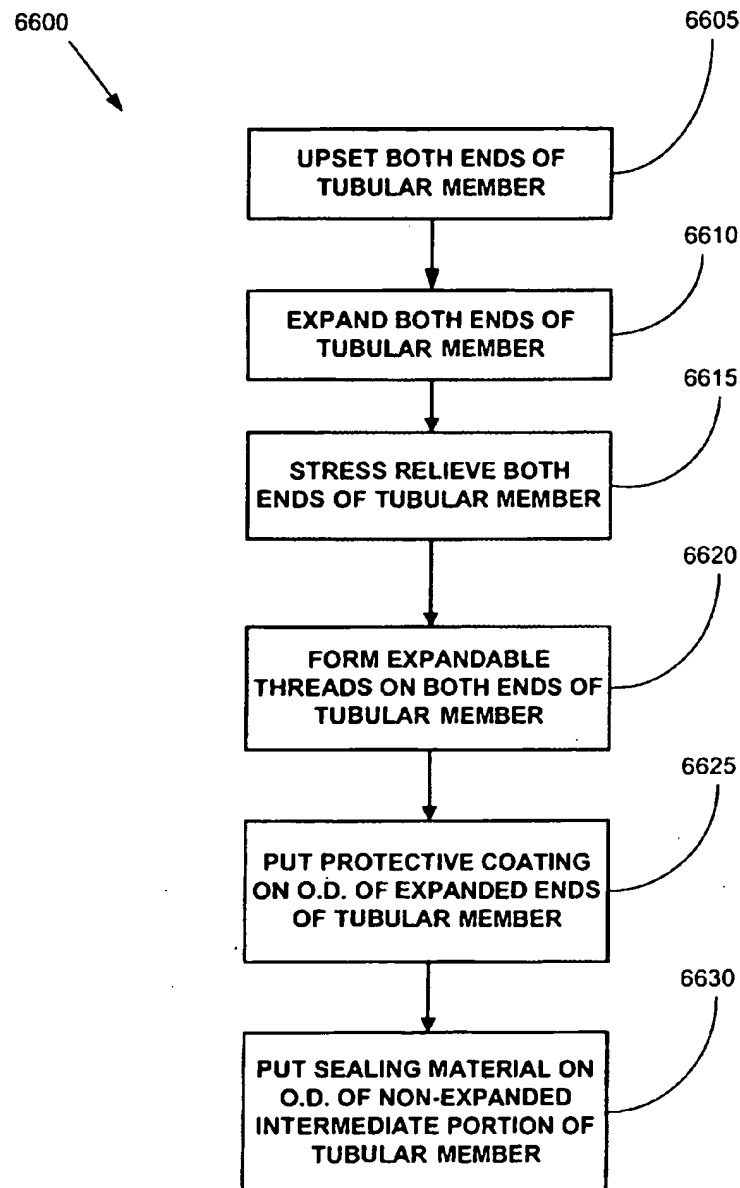 6600
6605
UPSET BOTH ENDS OF
TUBULAR MEMBER
6610
EXPAND BOTH ENDS OF
TUBULAR MEMBER
6615
STRESS RELIEVE BOTH
ENDS OF TUBULAR MEMBER
6620
FORM EXPANDABLE
THREADS ON BOTH ENDS OF
TUBULAR MEMBER
6625
PUT PROTECTIVE COATING
ON O.D. OF EXPANDED ENDS
OF TUBULAR MEMBER
6630
PUT SEALING MATERIAL ON
O.D. OF NON-EXPANDED
INTERMEDIATE PORTION OF
TUBULAR MEMBER